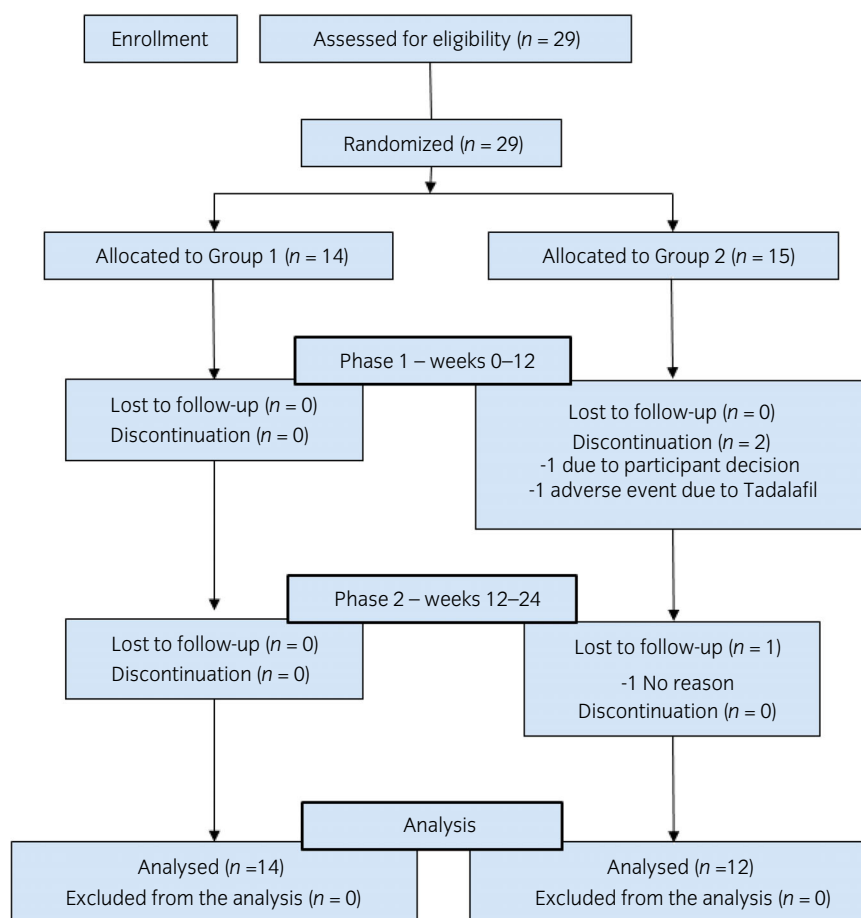 Enrollment
Assessed for eligibility (n = 29)
Randomized (n = 29)
Allocated to Group 1 (n = 14)
Allocated to Group 2 (n = 15)
Phase 1 – weeks 0–12
Lost to follow-up (n = 0)
Discontinuation (n = 0)
Lost to follow-up (n = 0)
Discontinuation (n = 2)
-1 due to participant decision
-1 adverse event due to Tadalafil
Phase 2 – weeks 12–24
Lost to follow-up (n = 0)
Discontinuation (n = 0)
Lost to follow-up (n = 1)
-1 No reason
Discontinuation (n = 0)
Analysis
Analysed (n =14)
Excluded from the analysis (n = 0)
Analysed (n =12)
Excluded from the analysis (n = 0)